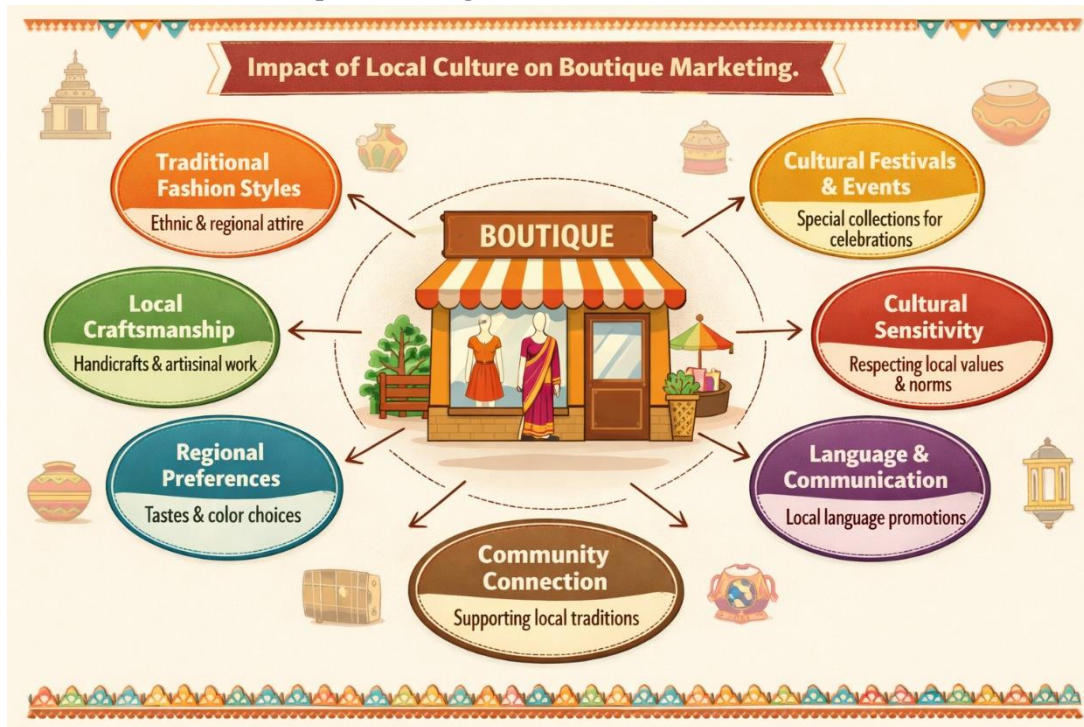 Impact of Local Culture on Boutique Marketing.
Traditional
Fashion Styles
Ethnic & regional attire
Cultural Festivals
& Events
Special collections for
celebrations
BOUTIQUE
Local
Craftsmanship
Handicrafts & artisinal work
Cultural
Sensitivity
Respecting local values
& norms
Regional
Preferences
Tastes & color choices
Language &
Communication
Local language promotions
Community
Connection
Supporting local traditions